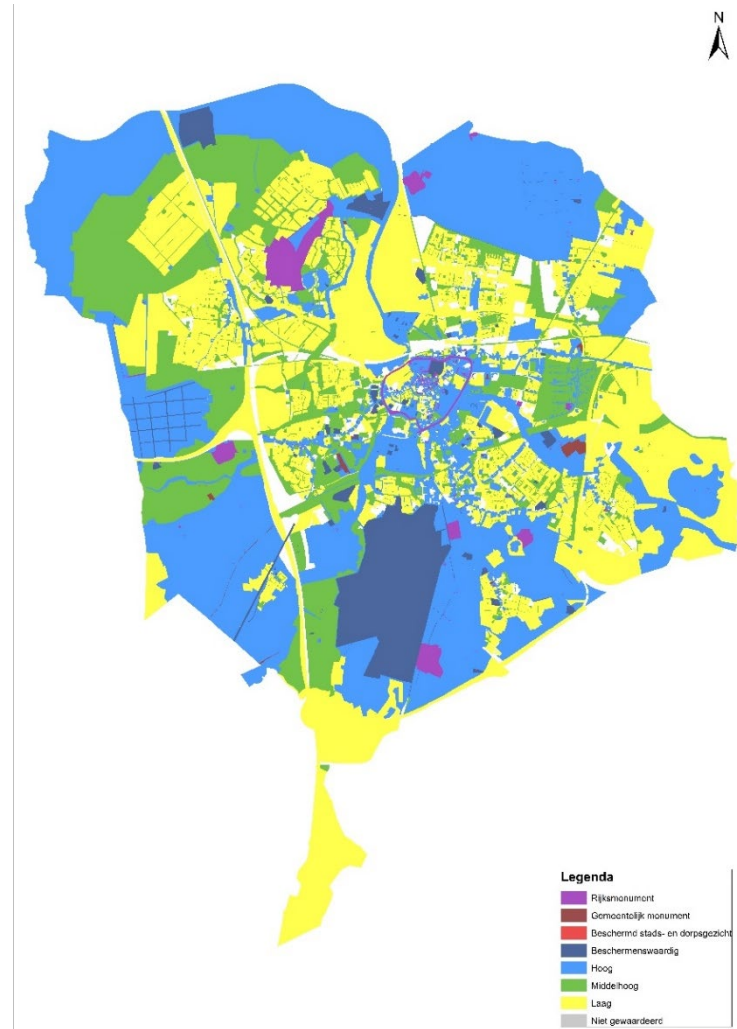 N
Legenda
Rijksmonument
Gemeentelijk monument
Beschermd stads- en dorpsgezicht
Beschermenswaardig
Hoog
Middelhoog
Laag
Niet gewaardeerd